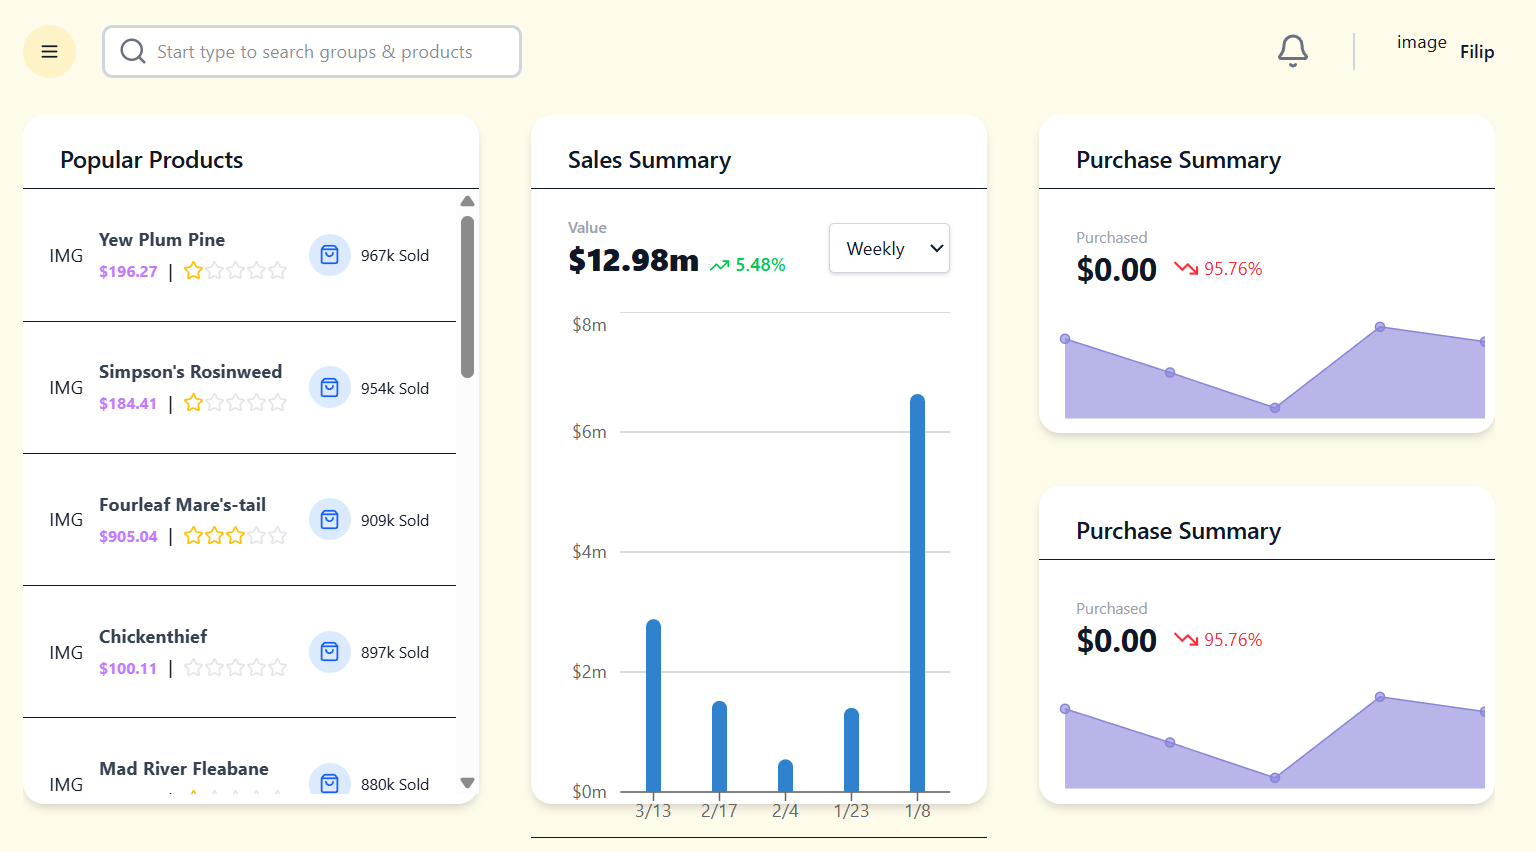 Start type to search groups & products
image
Filip
Popular Products
IMG
Yew Plum Pine
$196.27 |
967k Sold
IMG
Simpson's Rosinweed
$184.41 |
954k Sold
IMG
Fourleaf Mare's-tail
$905.04 |
909k Sold
IMG
Chickenthief
$100.11 |
897k Sold
IMG
Mad River Fleabane
880k Sold
Sales Summary
Value
$12.98m
5.48%
Weekly
$8m
$6m
$4m
$2m
$0m
3/13 2/17 2/4 1/23 1/8
Purchase Summary
Purchased
$0.00
95.76%
Purchase Summary
Purchased
$0.00
95.76%